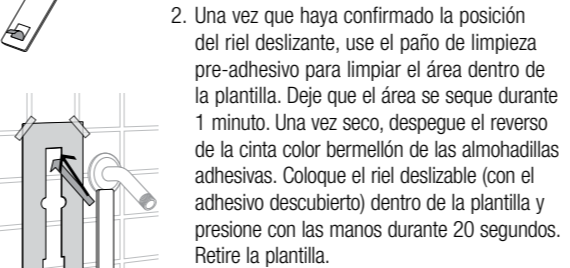 2. Una vez que haya confirmado la posición
del riel deslizante, use el paño de limpieza
pre-adhesivo para limpiar el área dentro de
la plantilla. Deje que el área se seque durante
1 minuto. Una vez seco, despegue el reverso
de la cinta color bermellón de las almohadillas
adhesivas. Coloque el riel deslizable (con el
adhesivo descubierto) dentro de la plantilla y
presione con las manos durante 20 segundos.
Retire la plantilla.